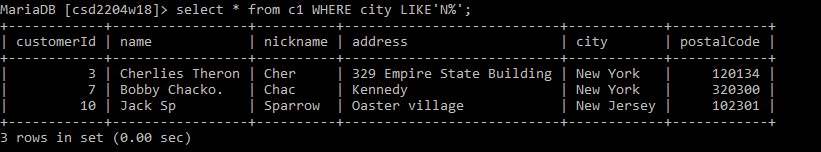 MariaDB [csd2204w18]> select * from c1 WHERE city LIKE'N%';
+------------+-----------------+----------+---------------------------+------------+------------+
| customerId | name            | nickname | address                   | city       | postalCode |
+------------+-----------------+----------+---------------------------+------------+------------+
|          3 | Cherlies Theron | Cher     | 329 Empire State Building | New York   |     120134 |
|          7 | Bobby Chacko.   | Chac     | Kennedy                   | New York   |     320300 |
|         10 | Jack Sp         | Sparrow  | Oaster village            | New Jersey |     102301 |
+------------+-----------------+----------+---------------------------+------------+------------+
3 rows in set (0.00 sec)